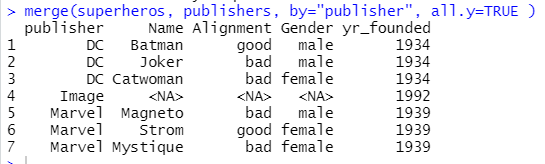 > merge(superheros, publishers, by="publisher", all.y=TRUE )
publisher Name Alignment Gender yr_founded
1 DC Batman good male 1934
2 DC Joker bad male 1934
3 DC Catwoman bad female 1934
4 Image <NA> <NA> <NA> 1992
5 Marvel Magneto bad male 1939
6 Marvel Strom good female 1939
7 Marvel Mystique bad female 1939
>